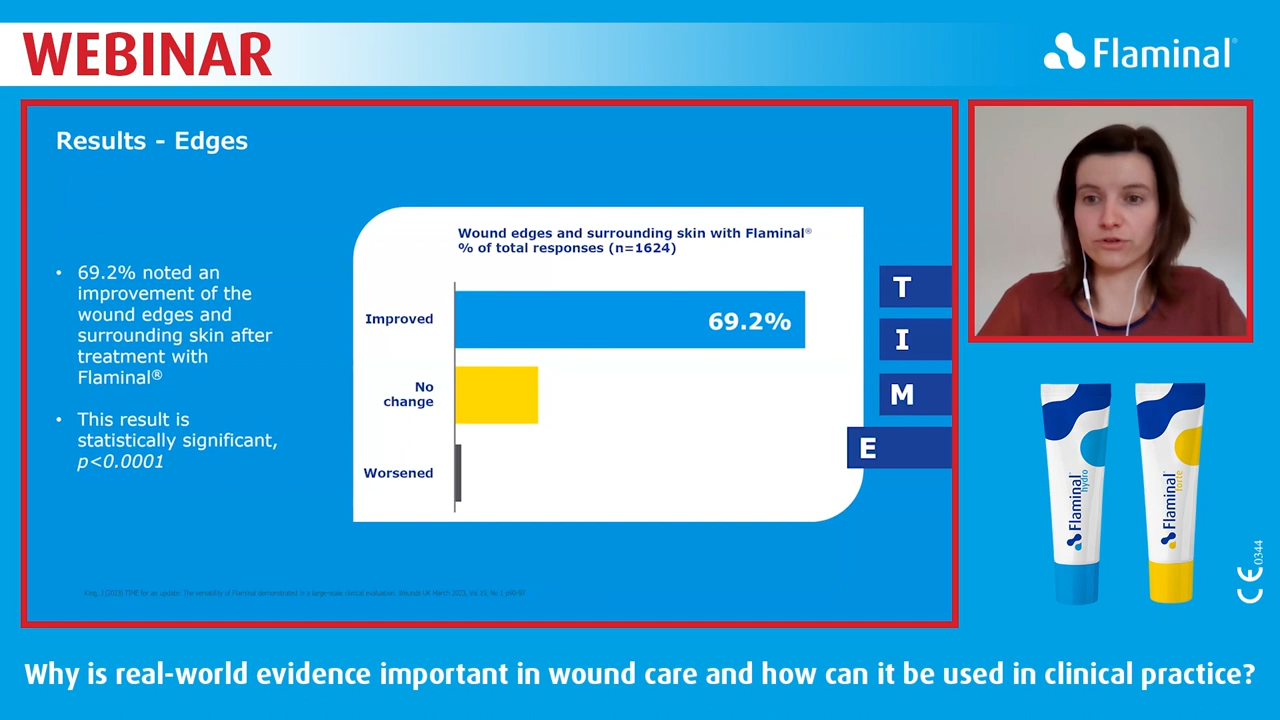 WEBINAR
Flaminal®
Results - Edges
• 69.2% noted an
improvement of the
wound edges and
surrounding skin after
treatment with
Flaminal®
• This result is
statistically significant,
p<0.0001
Wound edges and surrounding skin with Flaminal®
% of total responses (n=1624)
Improved
69.2%
No
change
Worsened
T
I
M
E
Flaminal®
hydro
Flaminal®
forte
CE
0344
Why is real-world evidence important in wound care and how can it be used in clinical practice?